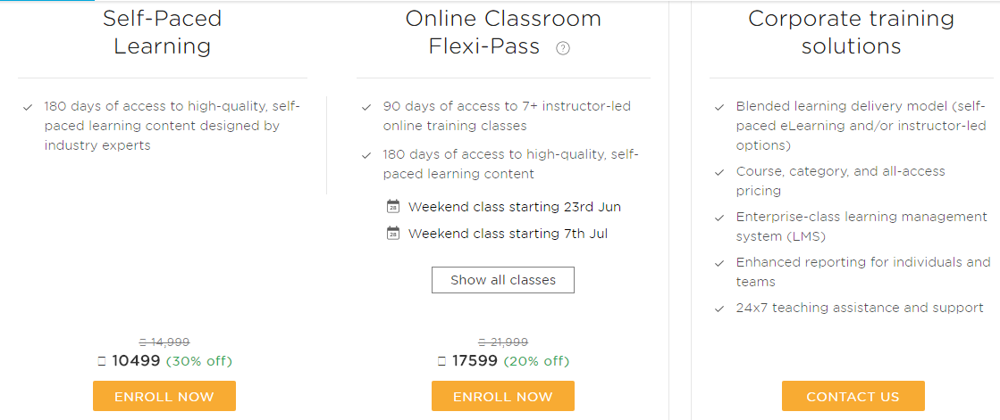 Self-Paced
Learning
180 days of access to high-quality, self-
paced learning content designed by
industry experts
14,999
10499 (30% off)
ENROLL NOW
Online Classroom
Flexi-Pass ?
90 days of access to 7+ instructor-led
online training classes
180 days of access to high-quality, self-
paced learning content
28 Weekend class starting 23rd Jun
28 Weekend class starting 7th Jul
Show all classes
21,999
17599 (20% off)
ENROLL NOW
Corporate training
solutions
Blended learning delivery model (self-
paced eLearning and/or instructor-led
options)
Course, category, and all-access
pricing
Enterprise-class learning management
system (LMS)
Enhanced reporting for individuals and
teams
24x7 teaching assistance and support
CONTACT US